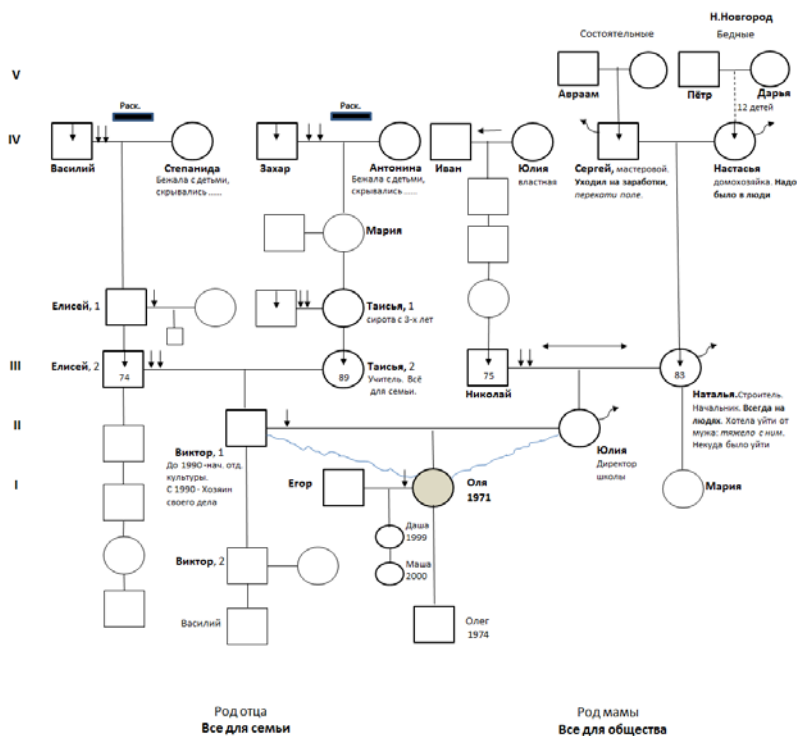 Н.Новгород
Состоятельные
Бедные
V
Авраам
Пётр
Дарья
12 детей
Раск.
Раск.
IV
Василий
Степанида
Бежала с детьми,
скрывались ......
Захар
Антонина
Бежала с детьми,
скрывались ......
Иван
Юлия
властная
Сергей, мастеровой.
Уходил на заработки,
перекати поле.
Настасья
домохозяйка. Надо
было в люди
Мария
Елисей, 1
Таисья, 1
сирота с 3-х лет
III
Елисей, 2
74
89
Таисья, 2
Учитель. Всё
для семьи.
75
Николай
83
Наталья.Строитель.
Начальник. Всегда на
людях. Хотела уйти от
мужа: тяжело с ним.
Некуда было уйти
II
Виктор, 1
До 1990 -нач. отд.
культуры.
С 1990 - Хозяин
своего дела
Юлия
Директор
школы
I
Егор
Оля
1971
Мария
Даша
1999
Маша
2000
Виктор, 2
Василий
Олег
1974
Род отца
Все для семьи
Род мамы
Все для общества